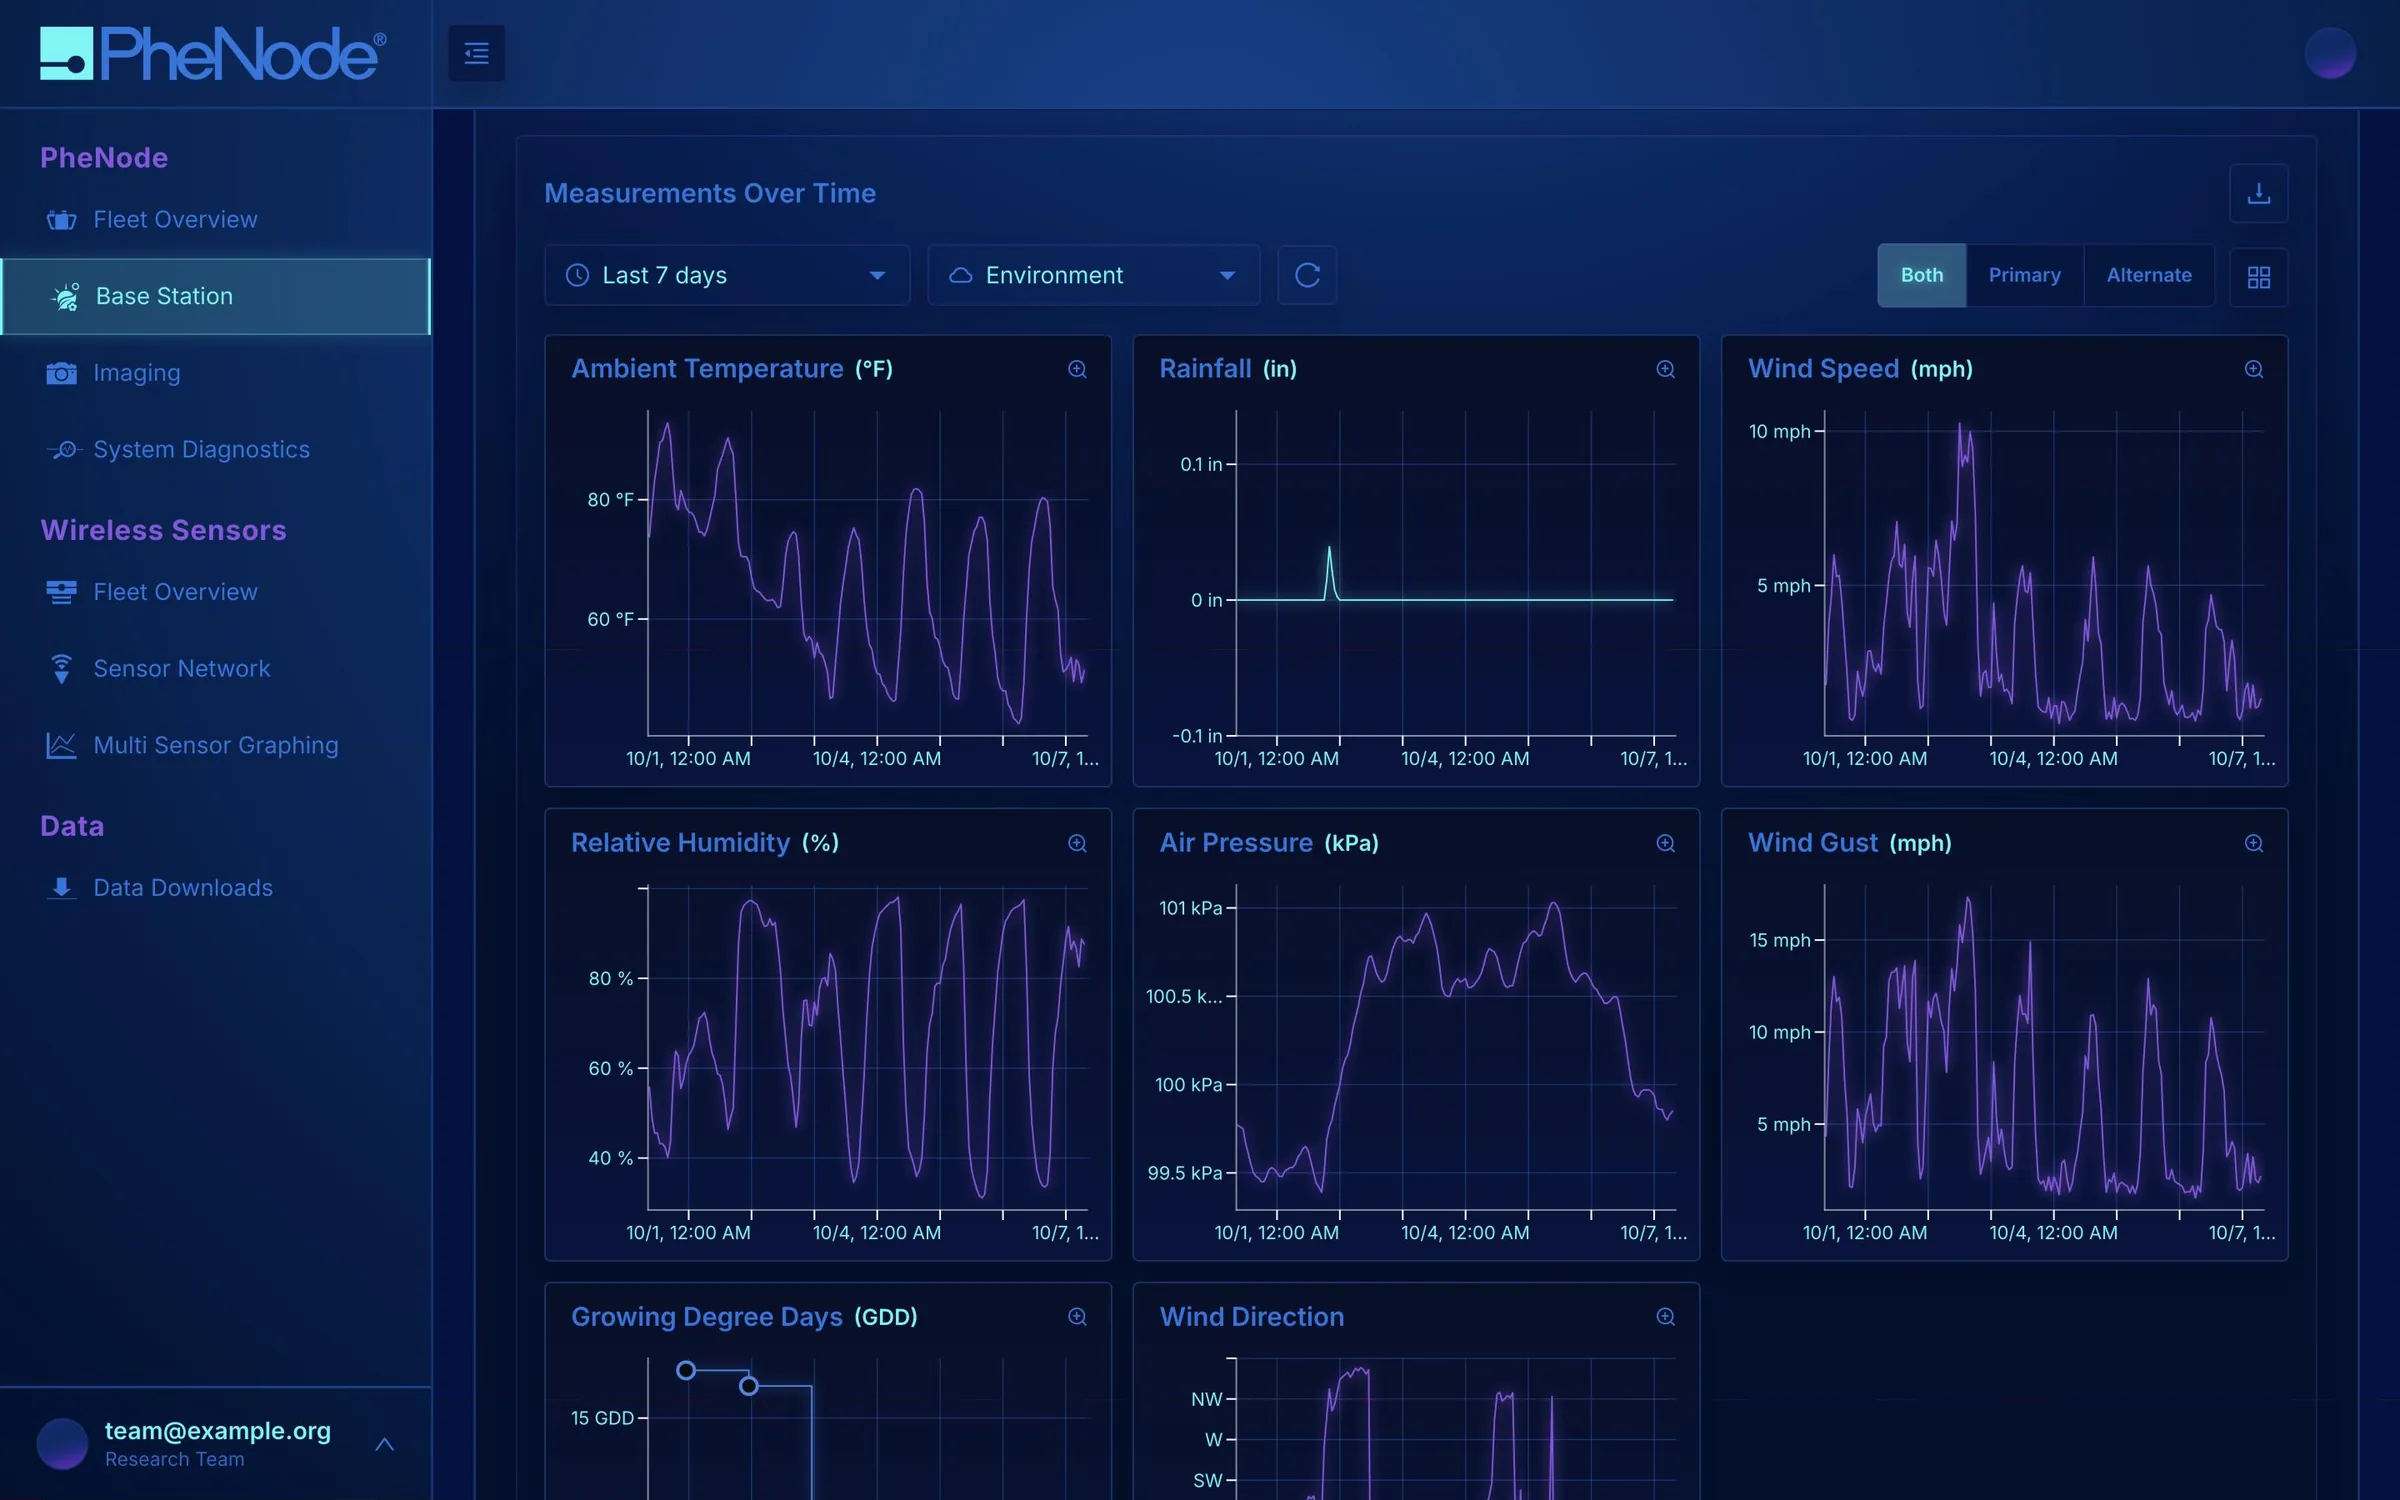 PheNode®
PheNode
Fleet Overview
Base Station
Imaging
System Diagnostics
Wireless Sensors
Fleet Overview
Sensor Network
Multi Sensor Graphing
Data
Data Downloads
team@example.org
Research Team
Measurements Over Time
Last 7 days
Environment
Both
Primary
Alternate
Ambient Temperature (°F)
80 °F
60 °F
10/1, 12:00 AM
10/4, 12:00 AM
10/7, 1...
Rainfall (in)
0.1 in
0 in
-0.1 in
10/1, 12:00 AM
10/4, 12:00 AM
10/7, 1...
Wind Speed (mph)
10 mph
5 mph
10/1, 12:00 AM
10/4, 12:00 AM
10/7, 1...
Relative Humidity (%)
80 %
60 %
40 %
10/1, 12:00 AM
10/4, 12:00 AM
10/7, 1...
Air Pressure (kPa)
101 kPa
100.5 k...
100 kPa
99.5 kPa
10/1, 12:00 AM
10/4, 12:00 AM
10/7, 1...
Wind Gust (mph)
15 mph
10 mph
5 mph
10/1, 12:00 AM
10/4, 12:00 AM
10/7, 1...
Growing Degree Days (GDD)
15 GDD
Wind Direction
NW
W
SW